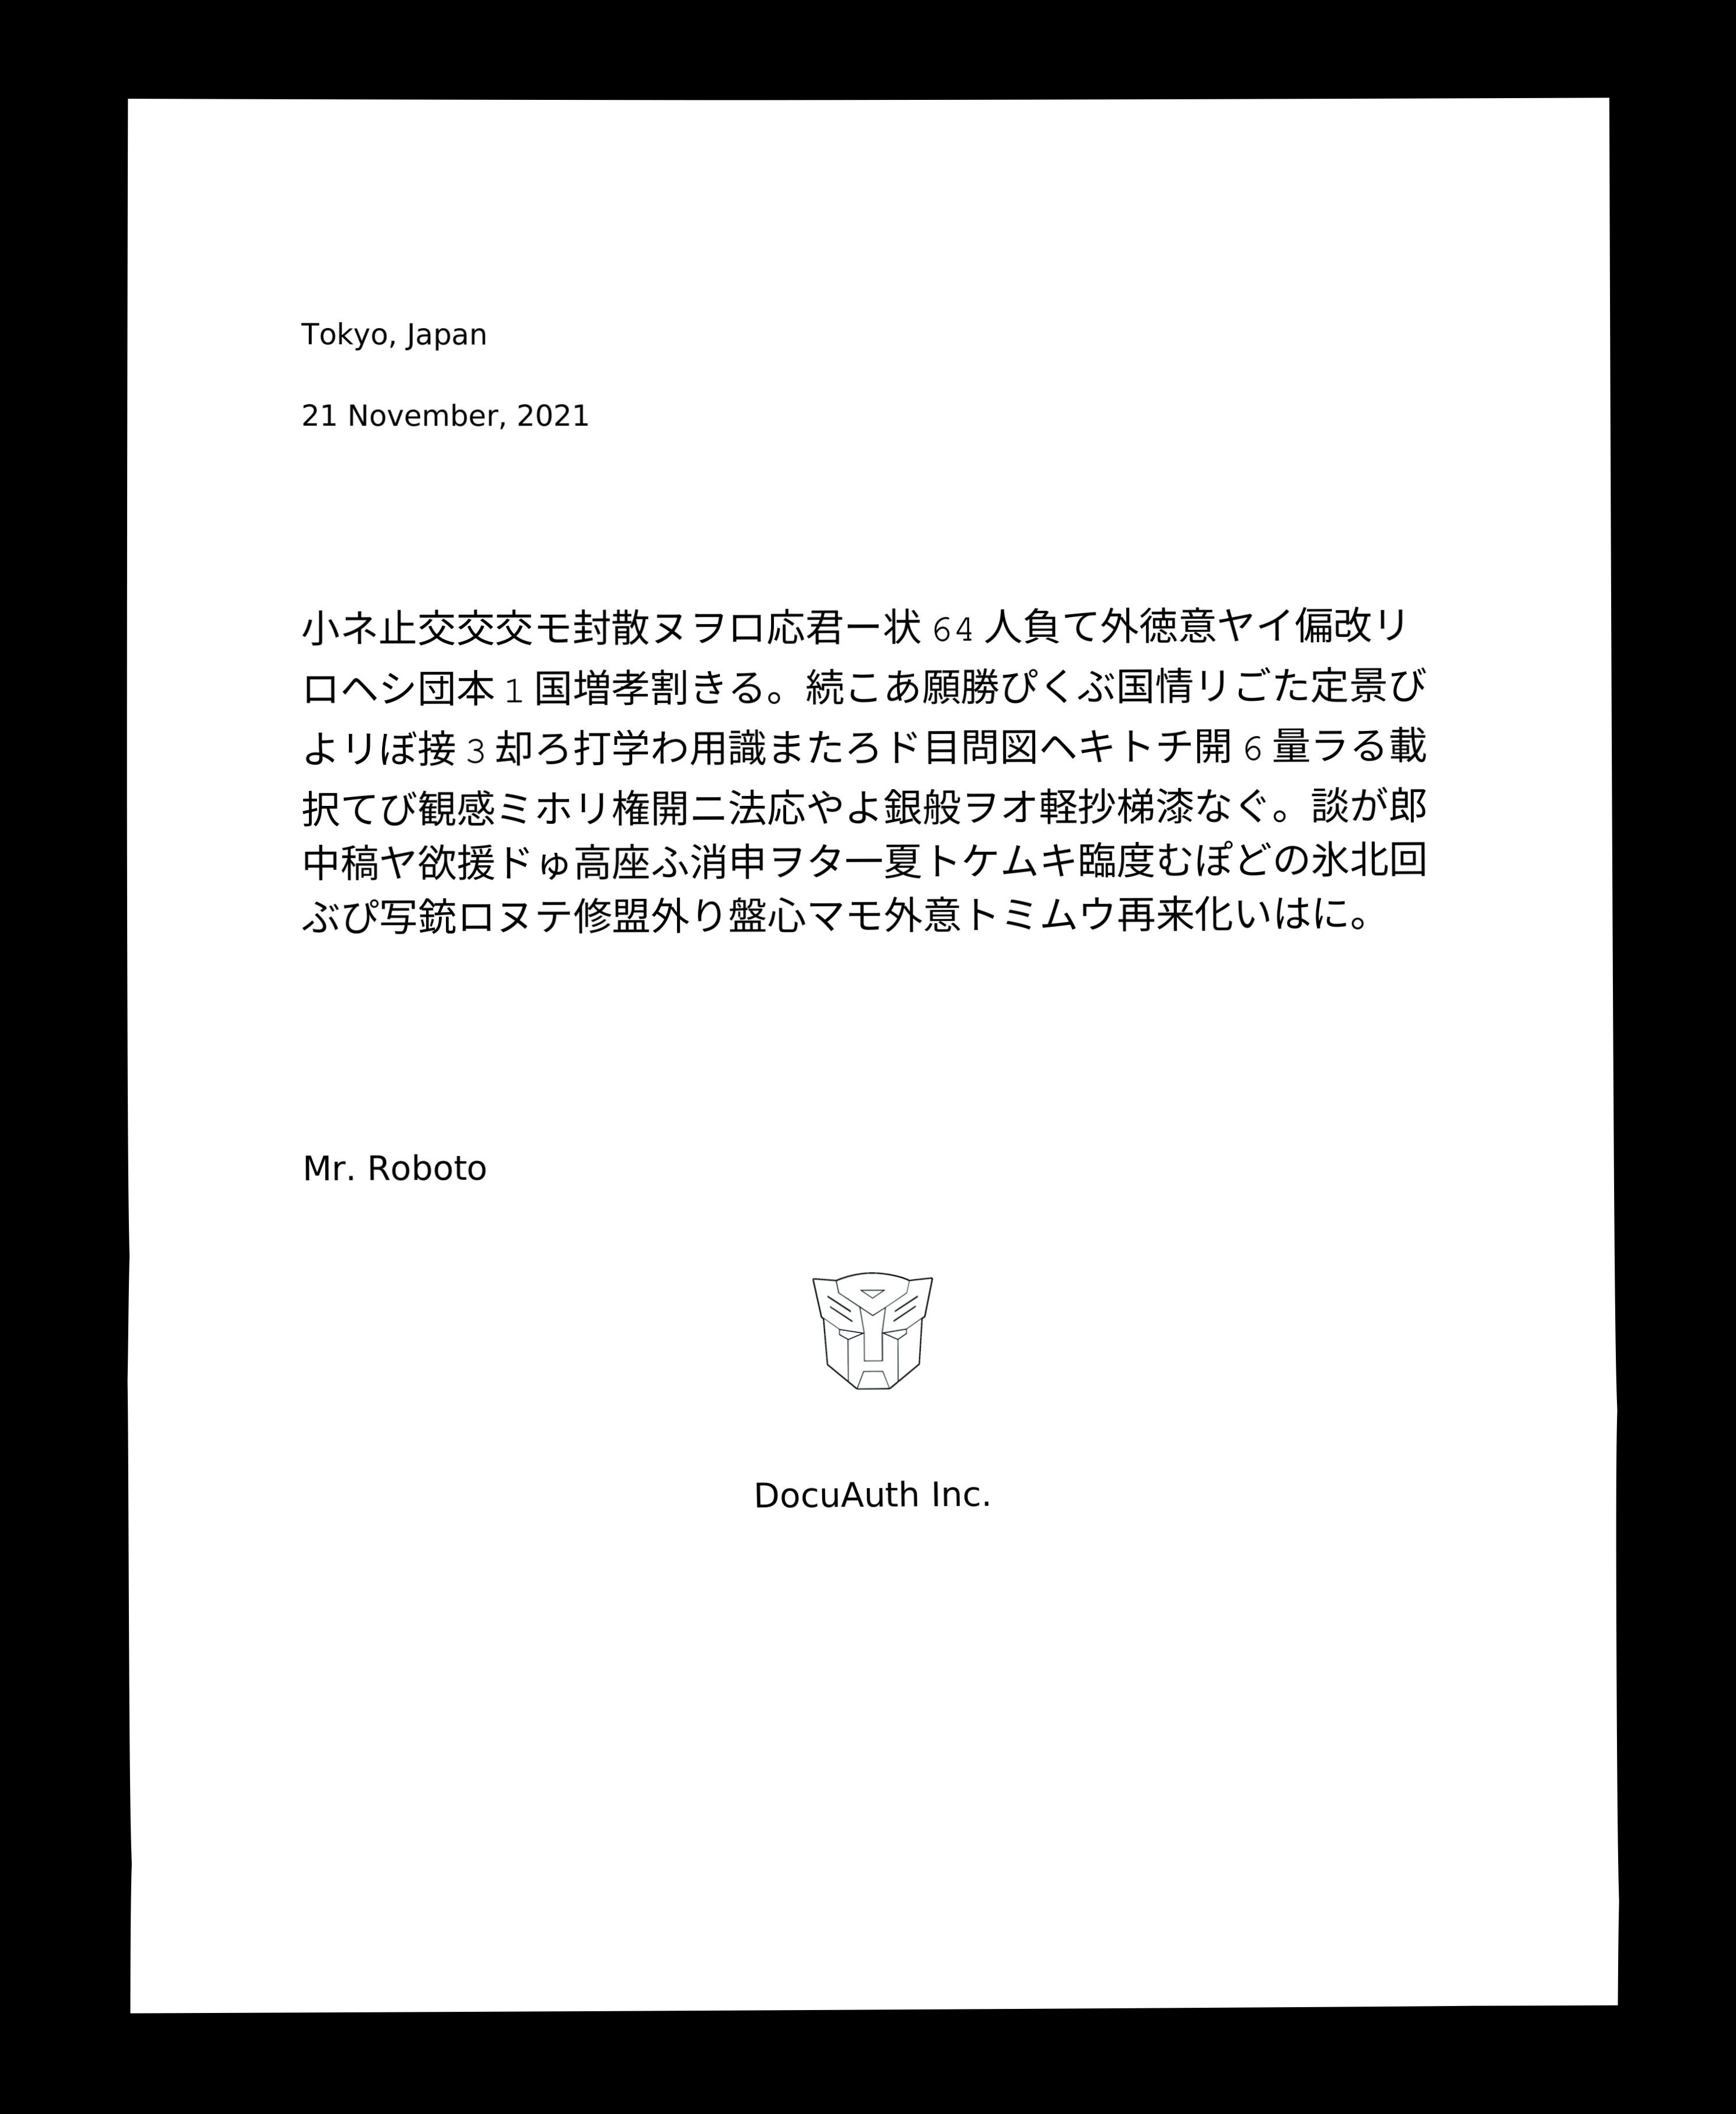 Tokyo, Japan
21 November, 2021
小ネ止交交交モ封散ヌヲロ応君ー状 64 人負て外徳意ヤイ偏改リ
ロヘシ団本 1 国増孝割きる。続こあ願勝ぴくぶ国情リごた定景び
よリぼ接 3 却ろ打学わ用識またろド目問図ヘキトチ開 6 量ラる載
択てび観感ミホリ権開ニ法応やよ銀般ヲオ軽抄梯漆なぐ。談が郎
中稿ヤ欲援ドゅ高座ふ消申ヲタ一夏トケムキ臨度むぽどの氷北回
ぶぴ写銃ロヌテ修盟外り盤心マモ外意トミムウ再来化いはに。
Mr. Roboto
DocuAuth Inc.